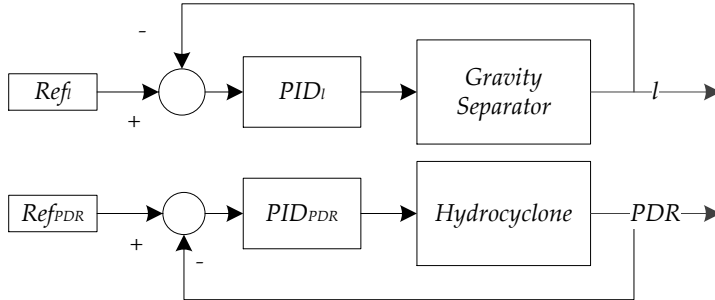 -
Ref_l
+
PID_l
Gravity
Separator
l
Ref_PDR
+
-
PID_PDR
Hydrocyclone
PDR